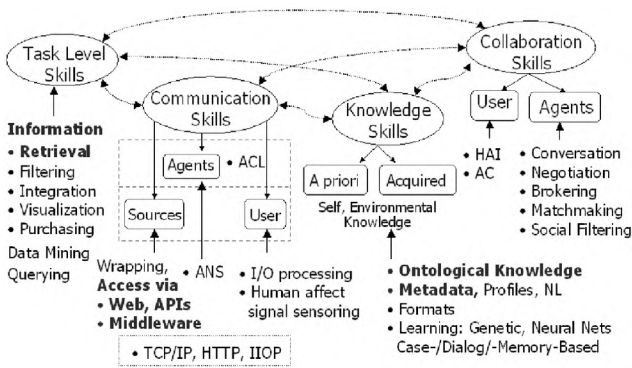 Task Level
Skills
Communication
Skills
Knowledge
Skills
Collaboration
Skills
Information
• Retrieval
• Filtering
• Integration
• Visualization
• Purchasing
Data Mining
Querying
Agents
• ACL
Sources
User
Wrapping,
Access via
• Web, APIs
• Middleware
• ANS
• I/O processing
• Human affect
signal sensoring
• TCP/IP, HTTP, IIOP
A priori
Acquired
Self, Environmental
Knowledge
• Ontological Knowledge
• Metadata, Profiles, NL
• Formats
• Learning: Genetic, Neural Nets
Case-/Dialog/-Memory-Based
User
Agents
• HAI
• AC
• Conversation
• Negotiation
• Brokering
• Matchmaking
• Social Filtering